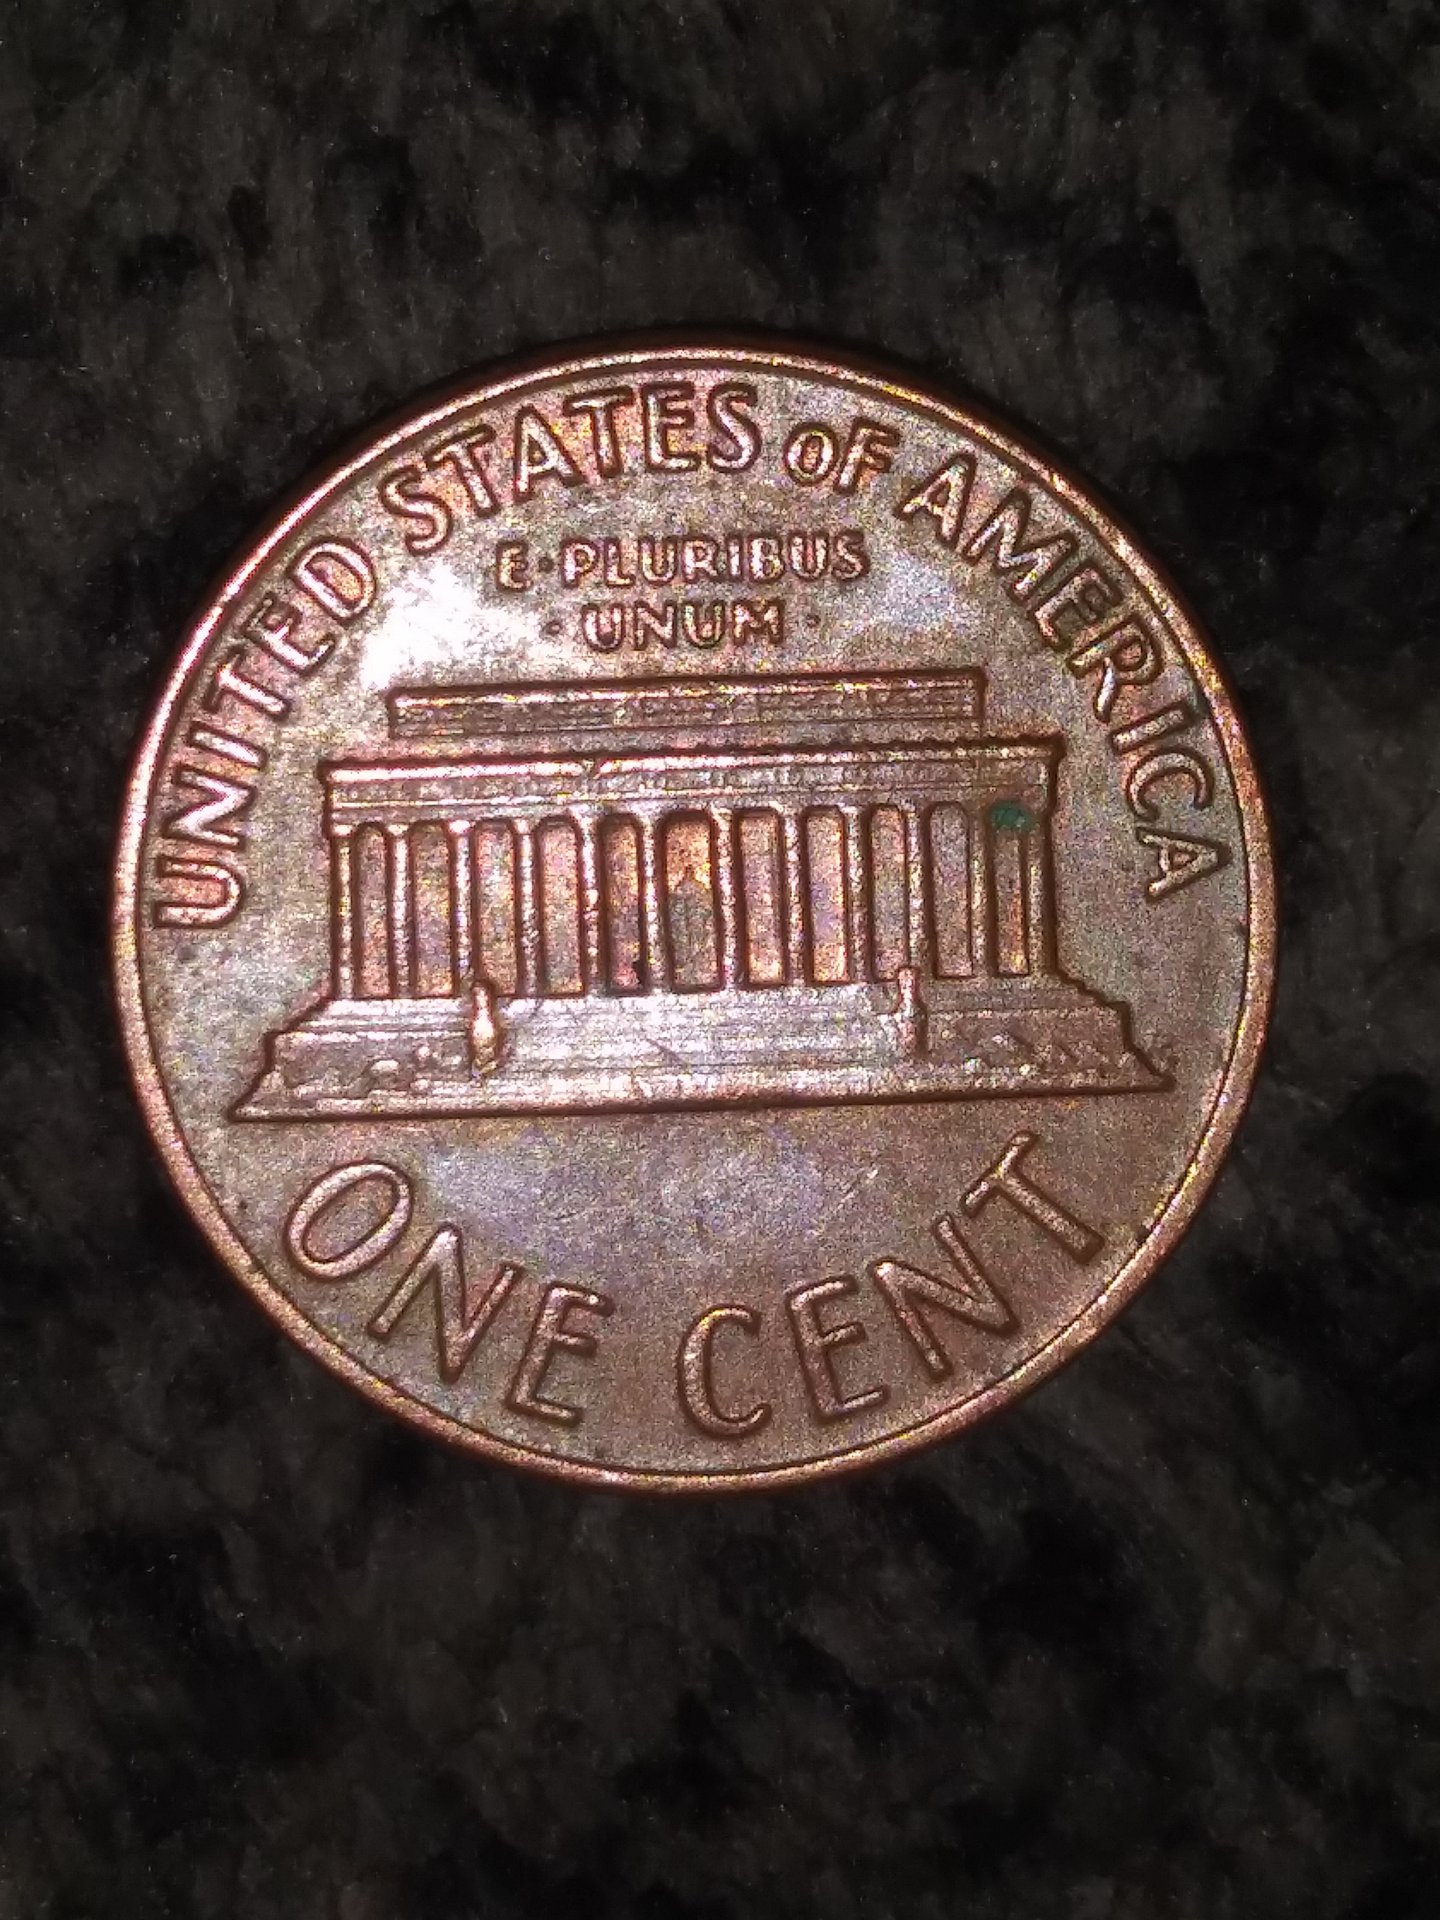 UNITED STATES OF AMERICA
E·PLURIBUS
·UNUM·
ONE CENT